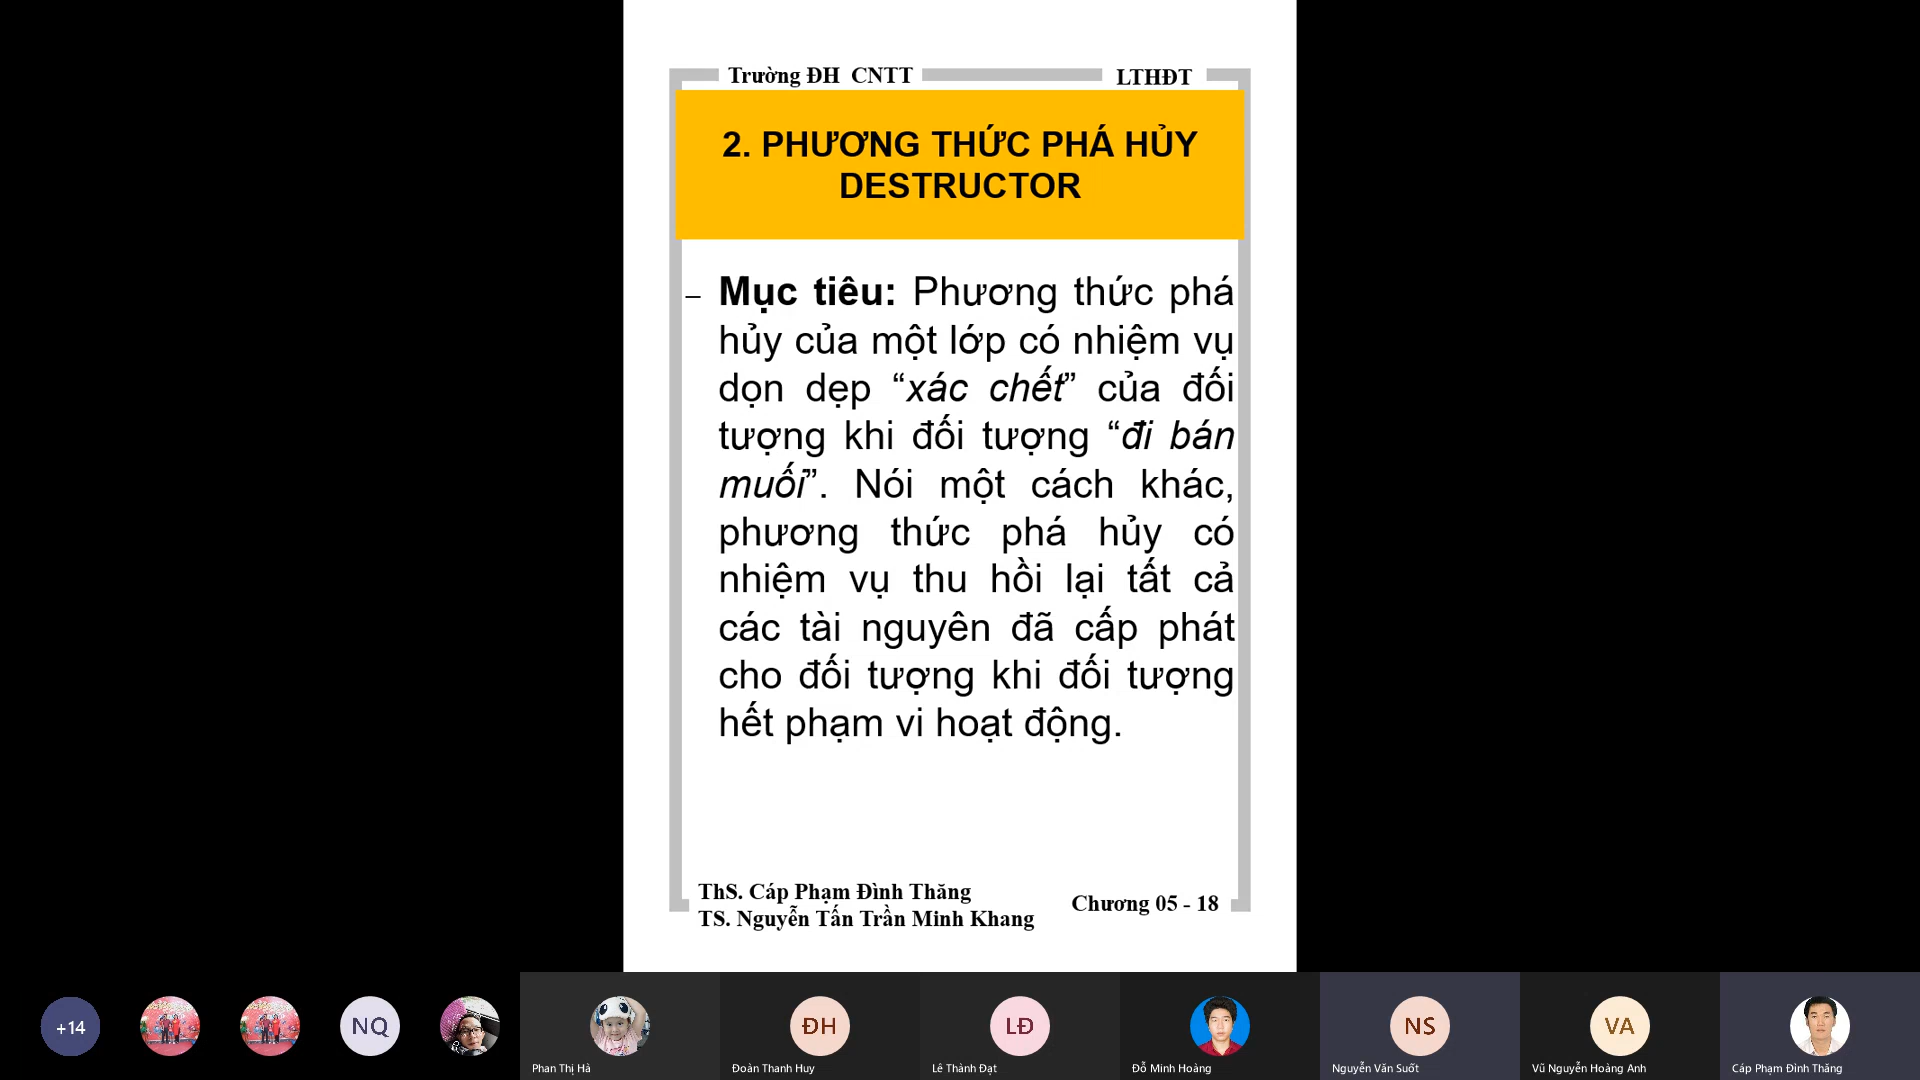 Trường ĐH  CNTT
LTHĐT
2. PHƯƠNG THỨC PHÁ HỦY
DESTRUCTOR
– Mục tiêu: Phương thức phá
hủy của một lớp có nhiệm vụ
dọn dẹp “xác chết” của đối
tượng khi đối tượng “đi bán
muối”. Nói một cách khác,
phương thức phá hủy có
nhiệm vụ thu hồi lại tất cả
các tài nguyên đã cấp phát
cho đối tượng khi đối tượng
hết phạm vi hoạt động.
ThS. Cáp Phạm Đình Thăng
TS. Nguyễn Tấn Trần Minh Khang
Chương 05 - 18
+14
NQ
Phan Thị Hà
ĐH
Đoàn Thanh Huy
LĐ
Lê Thành Đạt
Đỗ Minh Hoàng
NS
Nguyễn Văn Suốt
VA
Vũ Nguyễn Hoàng Anh
Cáp Phạm Đình Thăng